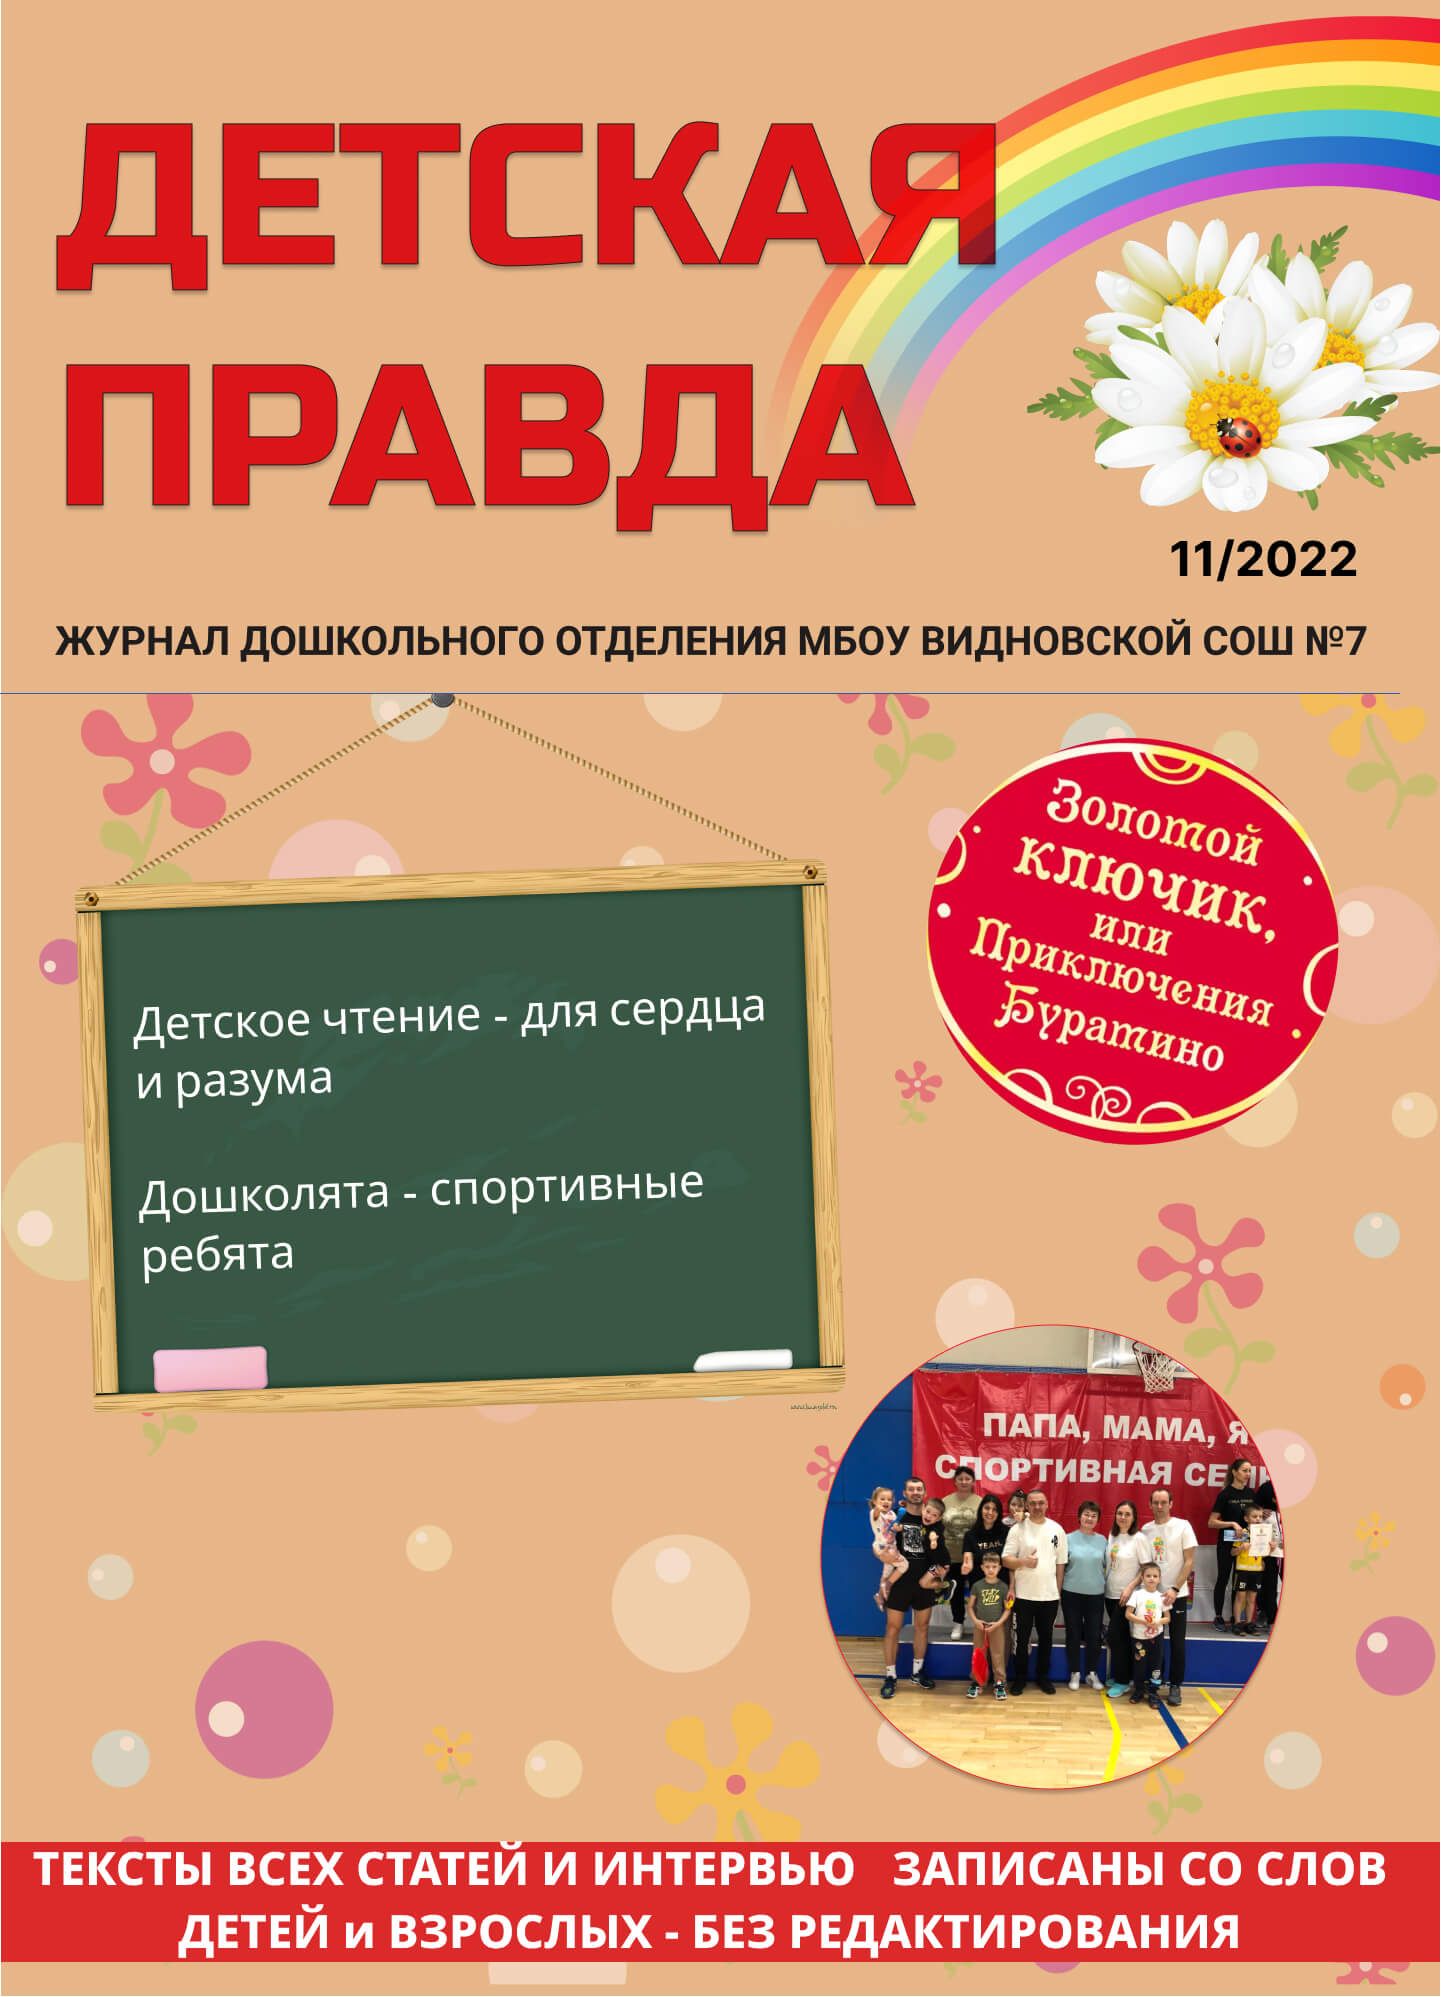 ДЕТСКАЯ
ПРАВДА
11/2022
ЖУРНАЛ ДОШКОЛЬНОГО ОТДЕЛЕНИЯ МБОУ ВИДНОВСКОЙ СОШ №7
Детское чтение - для сердца
и разума
Дошколята - спортивные
ребята
Золотой
ключик,
или
Приключения
Буратино
ПАПА, МАМА, Я
СПОРТИВНАЯ
ТЕКСТЫ ВСЕХ СТАТЕЙ И ИНТЕРВЬЮ ЗАПИСАНЫ СО СЛОВ
ДЕТЕЙ и ВЗРОСЛЫХ - БЕЗ РЕДАКТИРОВАНИЯ